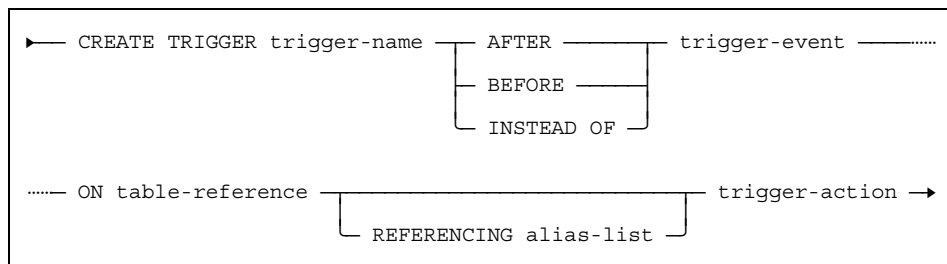 CREATE TRIGGER trigger-name AFTER trigger-event
BEFORE
INSTEAD OF
ON table-reference trigger-action
REFERENCING alias-list